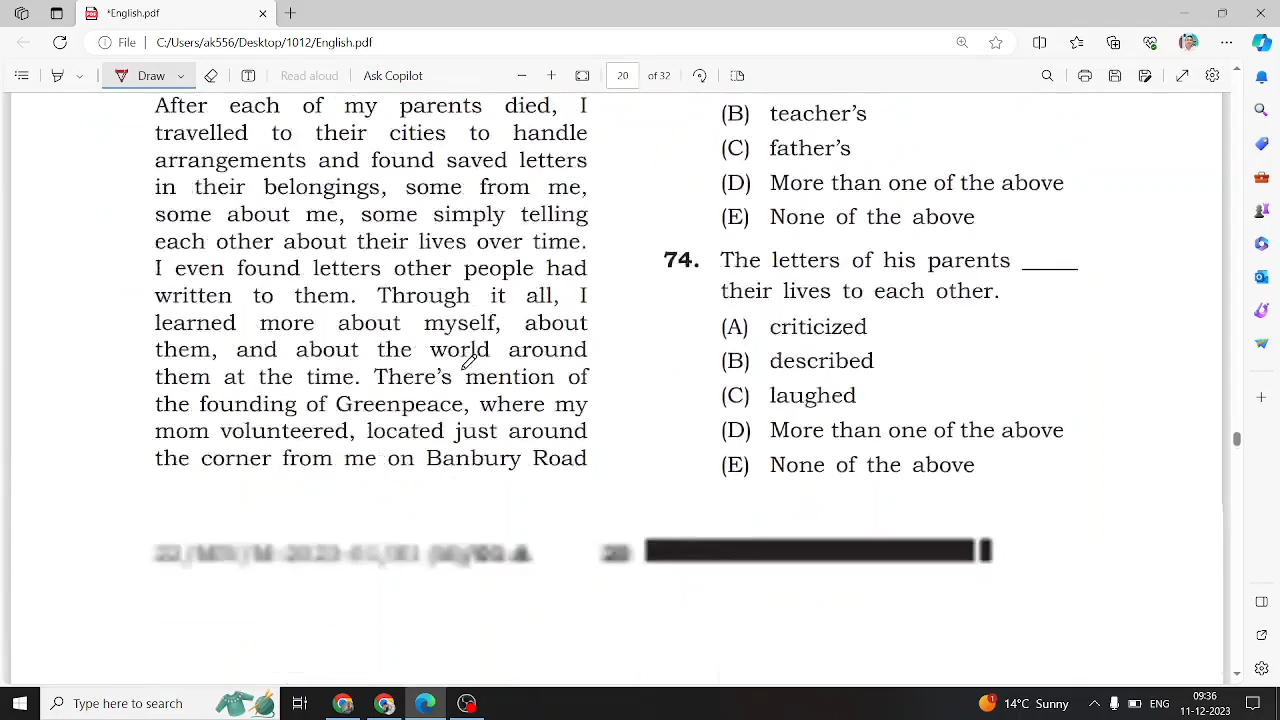 *English.pdf
File
C:/Users/ak556/Desktop/1012/English.pdf
Draw
Read aloud
Ask Copilot
20
of 32
After each of my parents died, I
travelled to their cities to handle
arrangements and found saved letters
in their belongings, some from me,
some about me, some simply telling
each other about their lives over time.
I even found letters other people had
written to them. Through it all, I
learned more about myself, about
them, and about the world around
them at the time. There's mention of
the founding of Greenpeace, where my
mom volunteered, located just around
the corner from me on Banbury Road
(B) teacher's
(C) father's
(D) More than one of the above
(E) None of the above
74. The letters of his parents _____
their lives to each other.
(A) criticized
(B) described
(C) laughed
(D) More than one of the above
(E) None of the above
Type here to search
14°C Sunny
ENG
09:36
11-12-2023